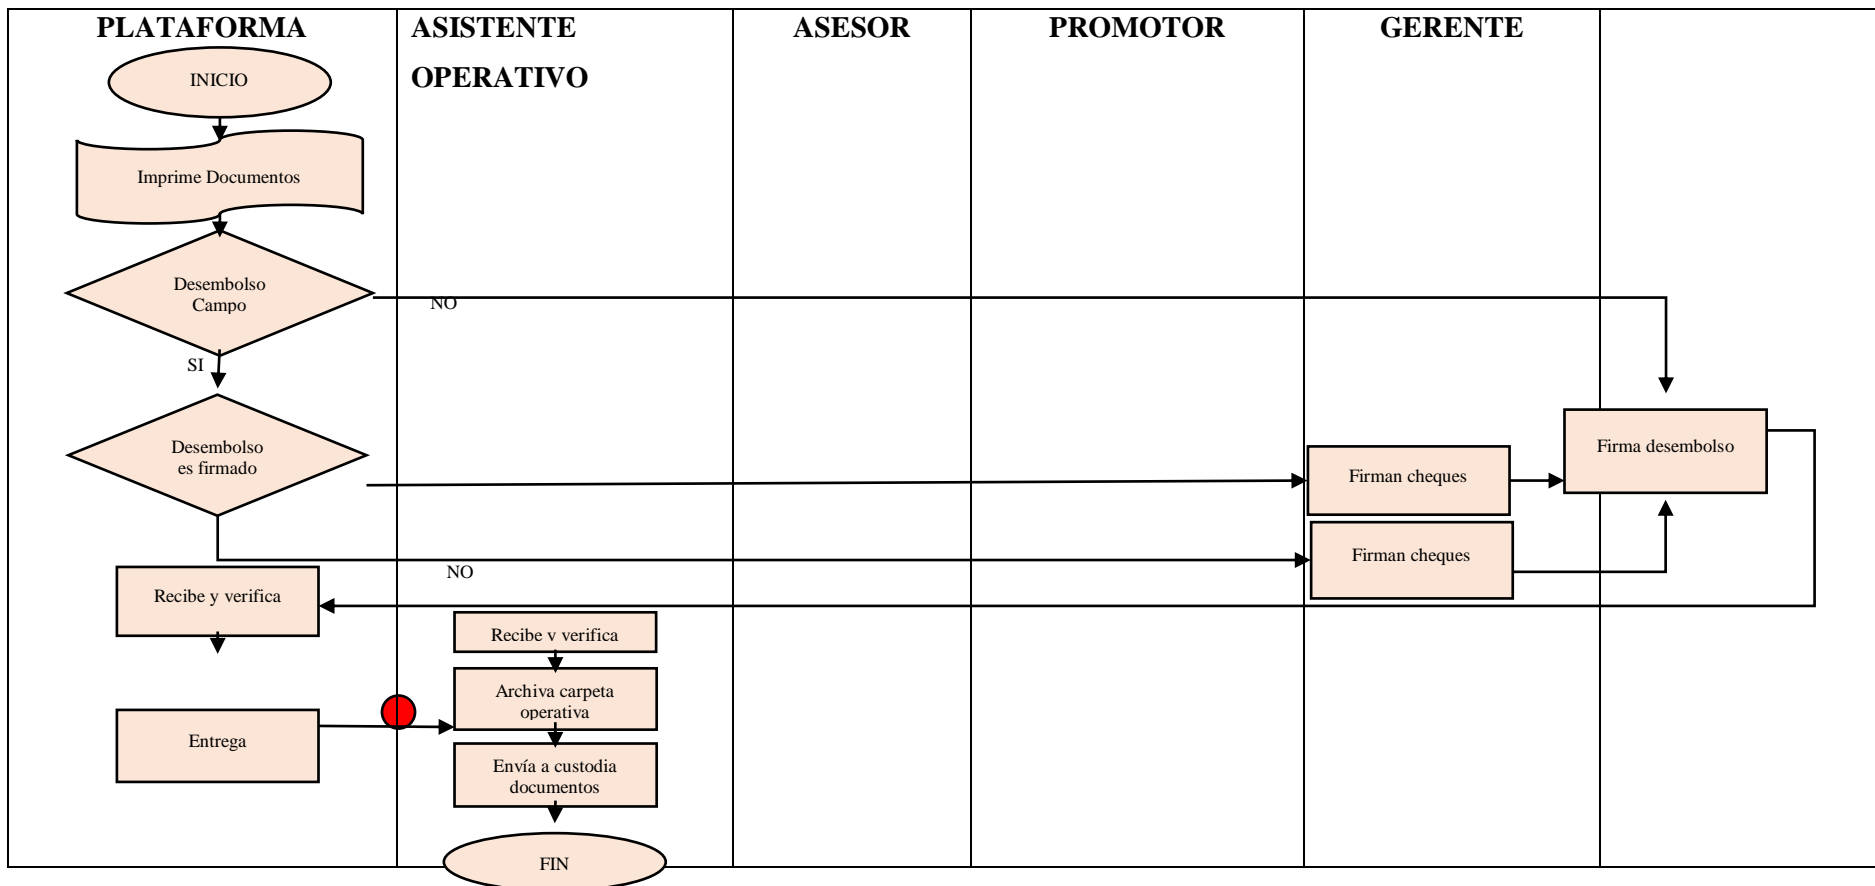 PLATAFORMA
ASISTENTE
OPERATIVO
ASESOR
PROMOTOR
GERENTE
INICIO
Imprime Documentos
Desembolso
Campo
NO
SI
Desembolso
es firmado
Firman cheques
Firma desembolso
Firman cheques
NO
Recibe y verifica
Recibe y verifica
Archiva carpeta
operativa
Entrega
Envía a custodia
documentos
FIN